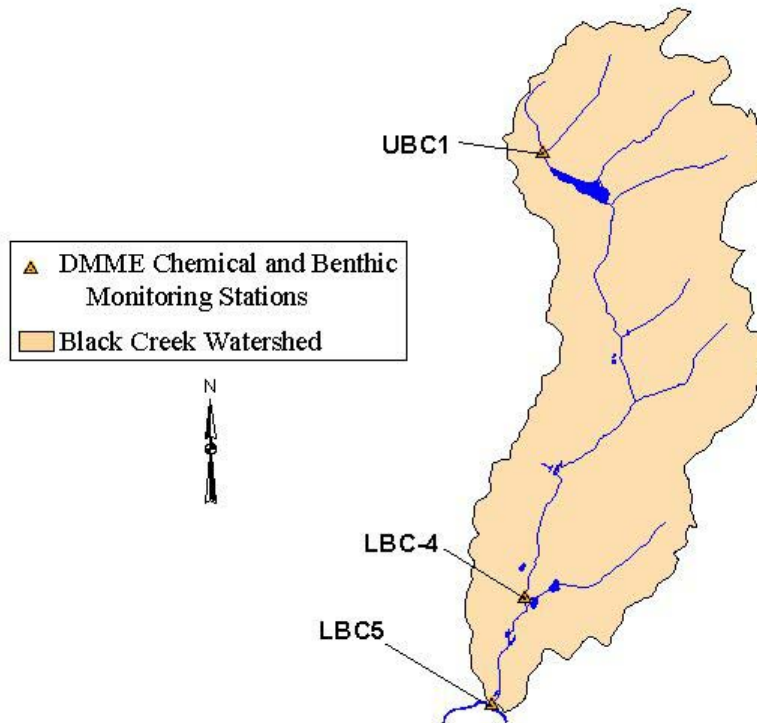 UBC1
DMME Chemical and Benthic
Monitoring Stations
Black Creek Watershed
N
LBC-4
LBC5